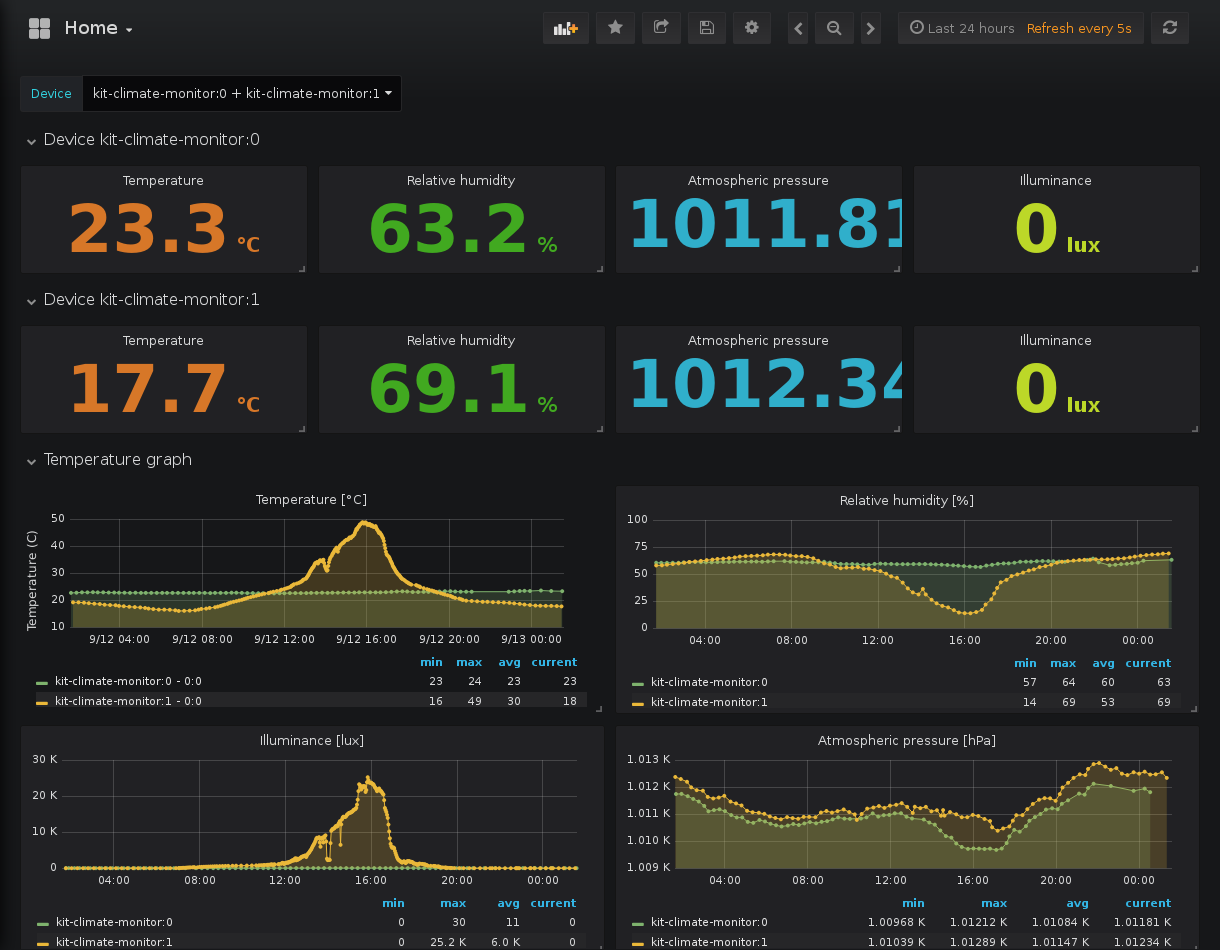 Home
Last 24 hours Refresh every 5s
Device kit-climate-monitor:0 + kit-climate-monitor:1
Device kit-climate-monitor:0
Temperature Relative humidity Atmospheric pressure Illuminance
23.3 °C 63.2 % 1011.81 0 lux
Device kit-climate-monitor:1
Temperature Relative humidity Atmospheric pressure Illuminance
17.7 °C 69.1 % 1012.34 0 lux
Temperature graph
Temperature [°C]
Temperature (C)
50
40
30
20
10
9/12 04:00 9/12 08:00 9/12 12:00 9/12 16:00 9/12 20:00 9/13 00:00
min max avg current
kit-climate-monitor:0 - 0:0 23 24 23 23
kit-climate-monitor:1 - 0:0 16 49 30 18
Relative humidity [%]
100
75
50
25
0
04:00 08:00 12:00 16:00 20:00 00:00
min max avg current
kit-climate-monitor:0 57 64 60 63
kit-climate-monitor:1 14 69 53 69
Illuminance [lux]
30 K
20 K
10 K
0
04:00 08:00 12:00 16:00 20:00 00:00
min max avg current
kit-climate-monitor:0 0 30 11 0
kit-climate-monitor:1 0 25.2 K 6.0 K 0
Atmospheric pressure [hPa]
1.013 K
1.012 K
1.011 K
1.010 K
1.009 K
04:00 08:00 12:00 16:00 20:00 00:00
min max avg current
kit-climate-monitor:0 1.00968 K 1.01212 K 1.01084 K 1.01181 K
kit-climate-monitor:1 1.01039 K 1.01289 K 1.01147 K 1.01234 K